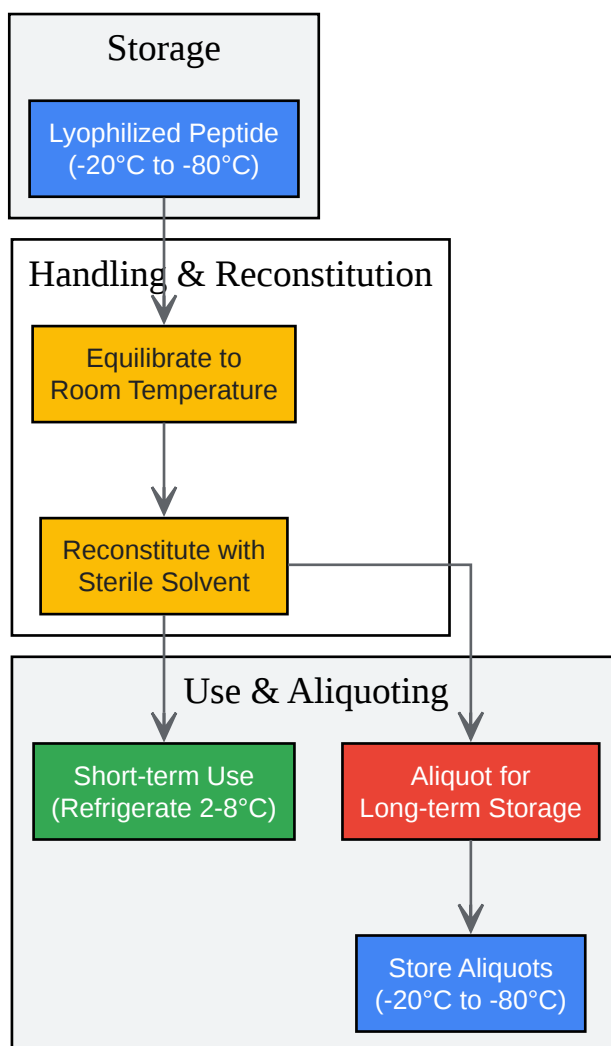 Storage
Lyophilized Peptide
(-20°C to -80°C)
Handling & Reconstitution
Equilibrate to
Room Temperature
Reconstitute with
Sterile Solvent
Use & Aliquoting
Short-term Use
(Refrigerate 2-8°C)
Aliquot for
Long-term Storage
Store Aliquots
(-20°C to -80°C)